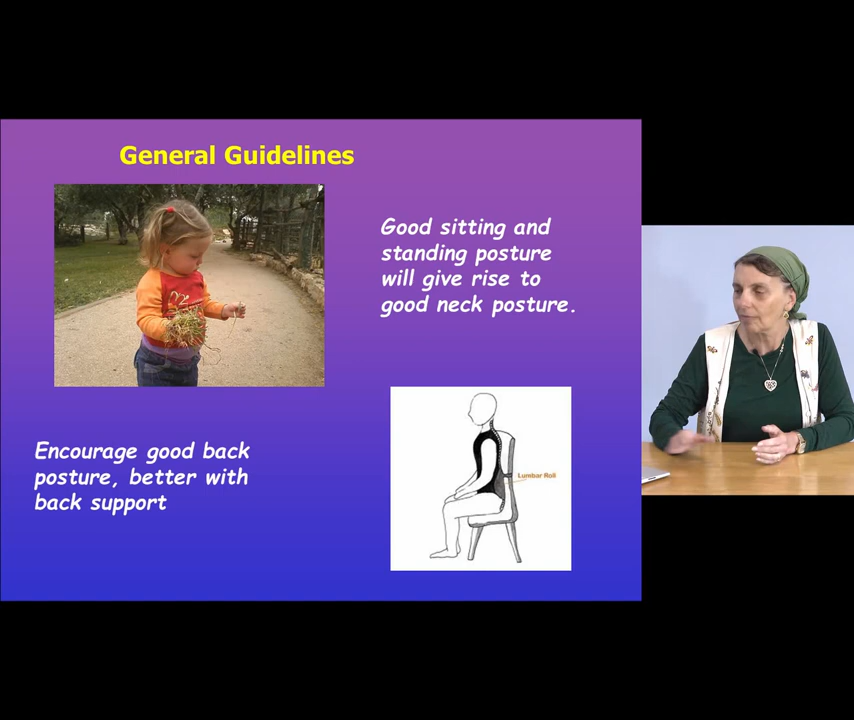 General Guidelines
Good sitting and
standing posture
will give rise to
good neck posture.
Encourage good back
posture, better with
back support
Lumbar Roll